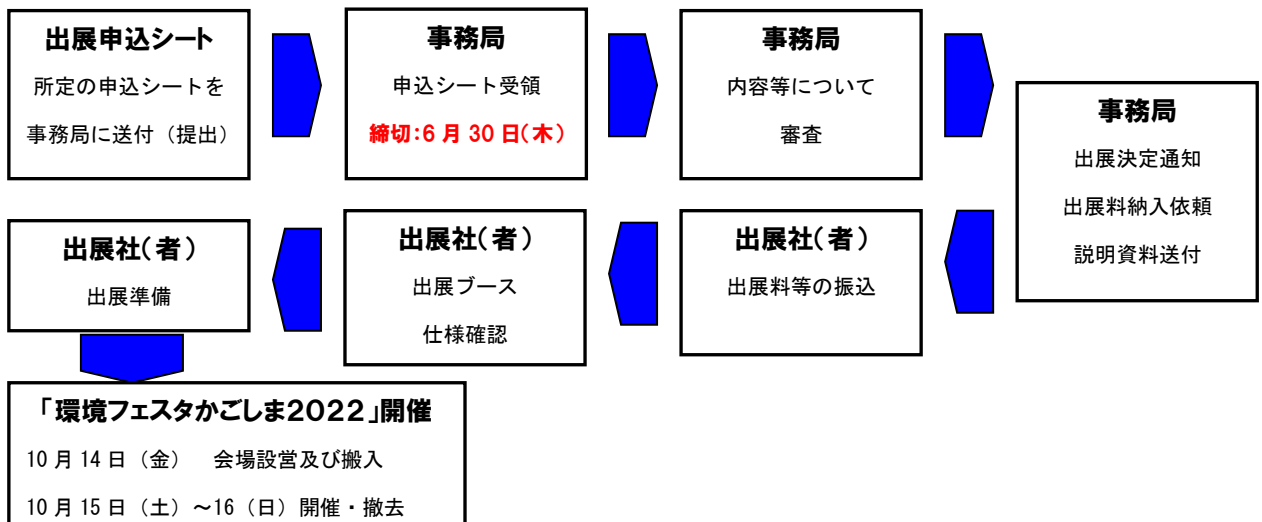 出展申込シート
所定の申込シートを
事務局に送付（提出）
事務局
申込シート受領
締切：6月30日（木）
事務局
内容等について
審査
事務局
出展決定通知
出展料納入依頼
説明資料送付
出展社（者）
出展料等の振込
出展社（者）
出展ブース
仕様確認
出展社（者）
出展準備
「環境フェスタかごしま２０２２」開催
10月14日（金）　会場設営及び搬入
10月15日（土）～16（日）開催・撤去